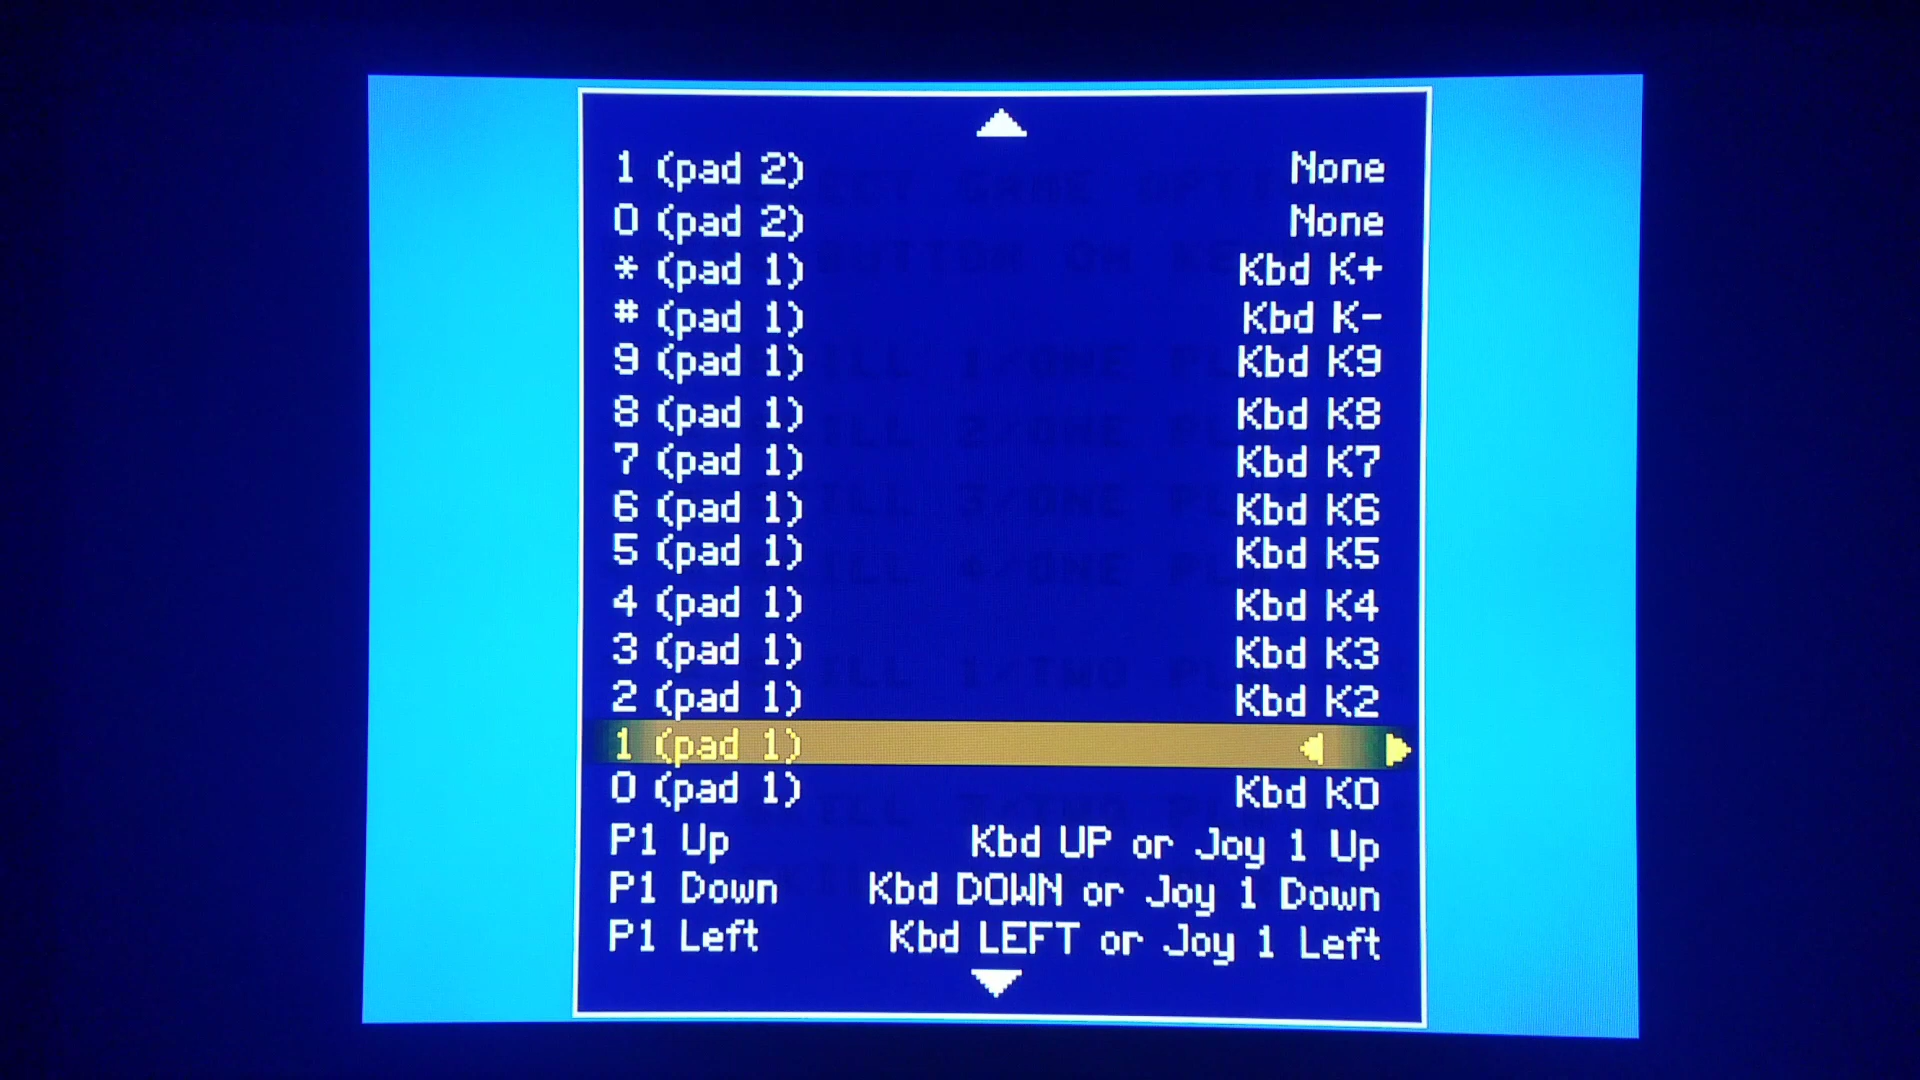 1 (pad 2) None
0 (pad 2) None
* (pad 1) Kbd K+
# (pad 1) Kbd K-
9 (pad 1) Kbd K9
8 (pad 1) Kbd K8
7 (pad 1) Kbd K7
6 (pad 1) Kbd K6
5 (pad 1) Kbd K5
4 (pad 1) Kbd K4
3 (pad 1) Kbd K3
2 (pad 1) Kbd K2
1 (pad 1)
0 (pad 1) Kbd K0
P1 Up Kbd UP or Joy 1 Up
P1 Down Kbd DOWN or Joy 1 Down
P1 Left Kbd LEFT or Joy 1 Left